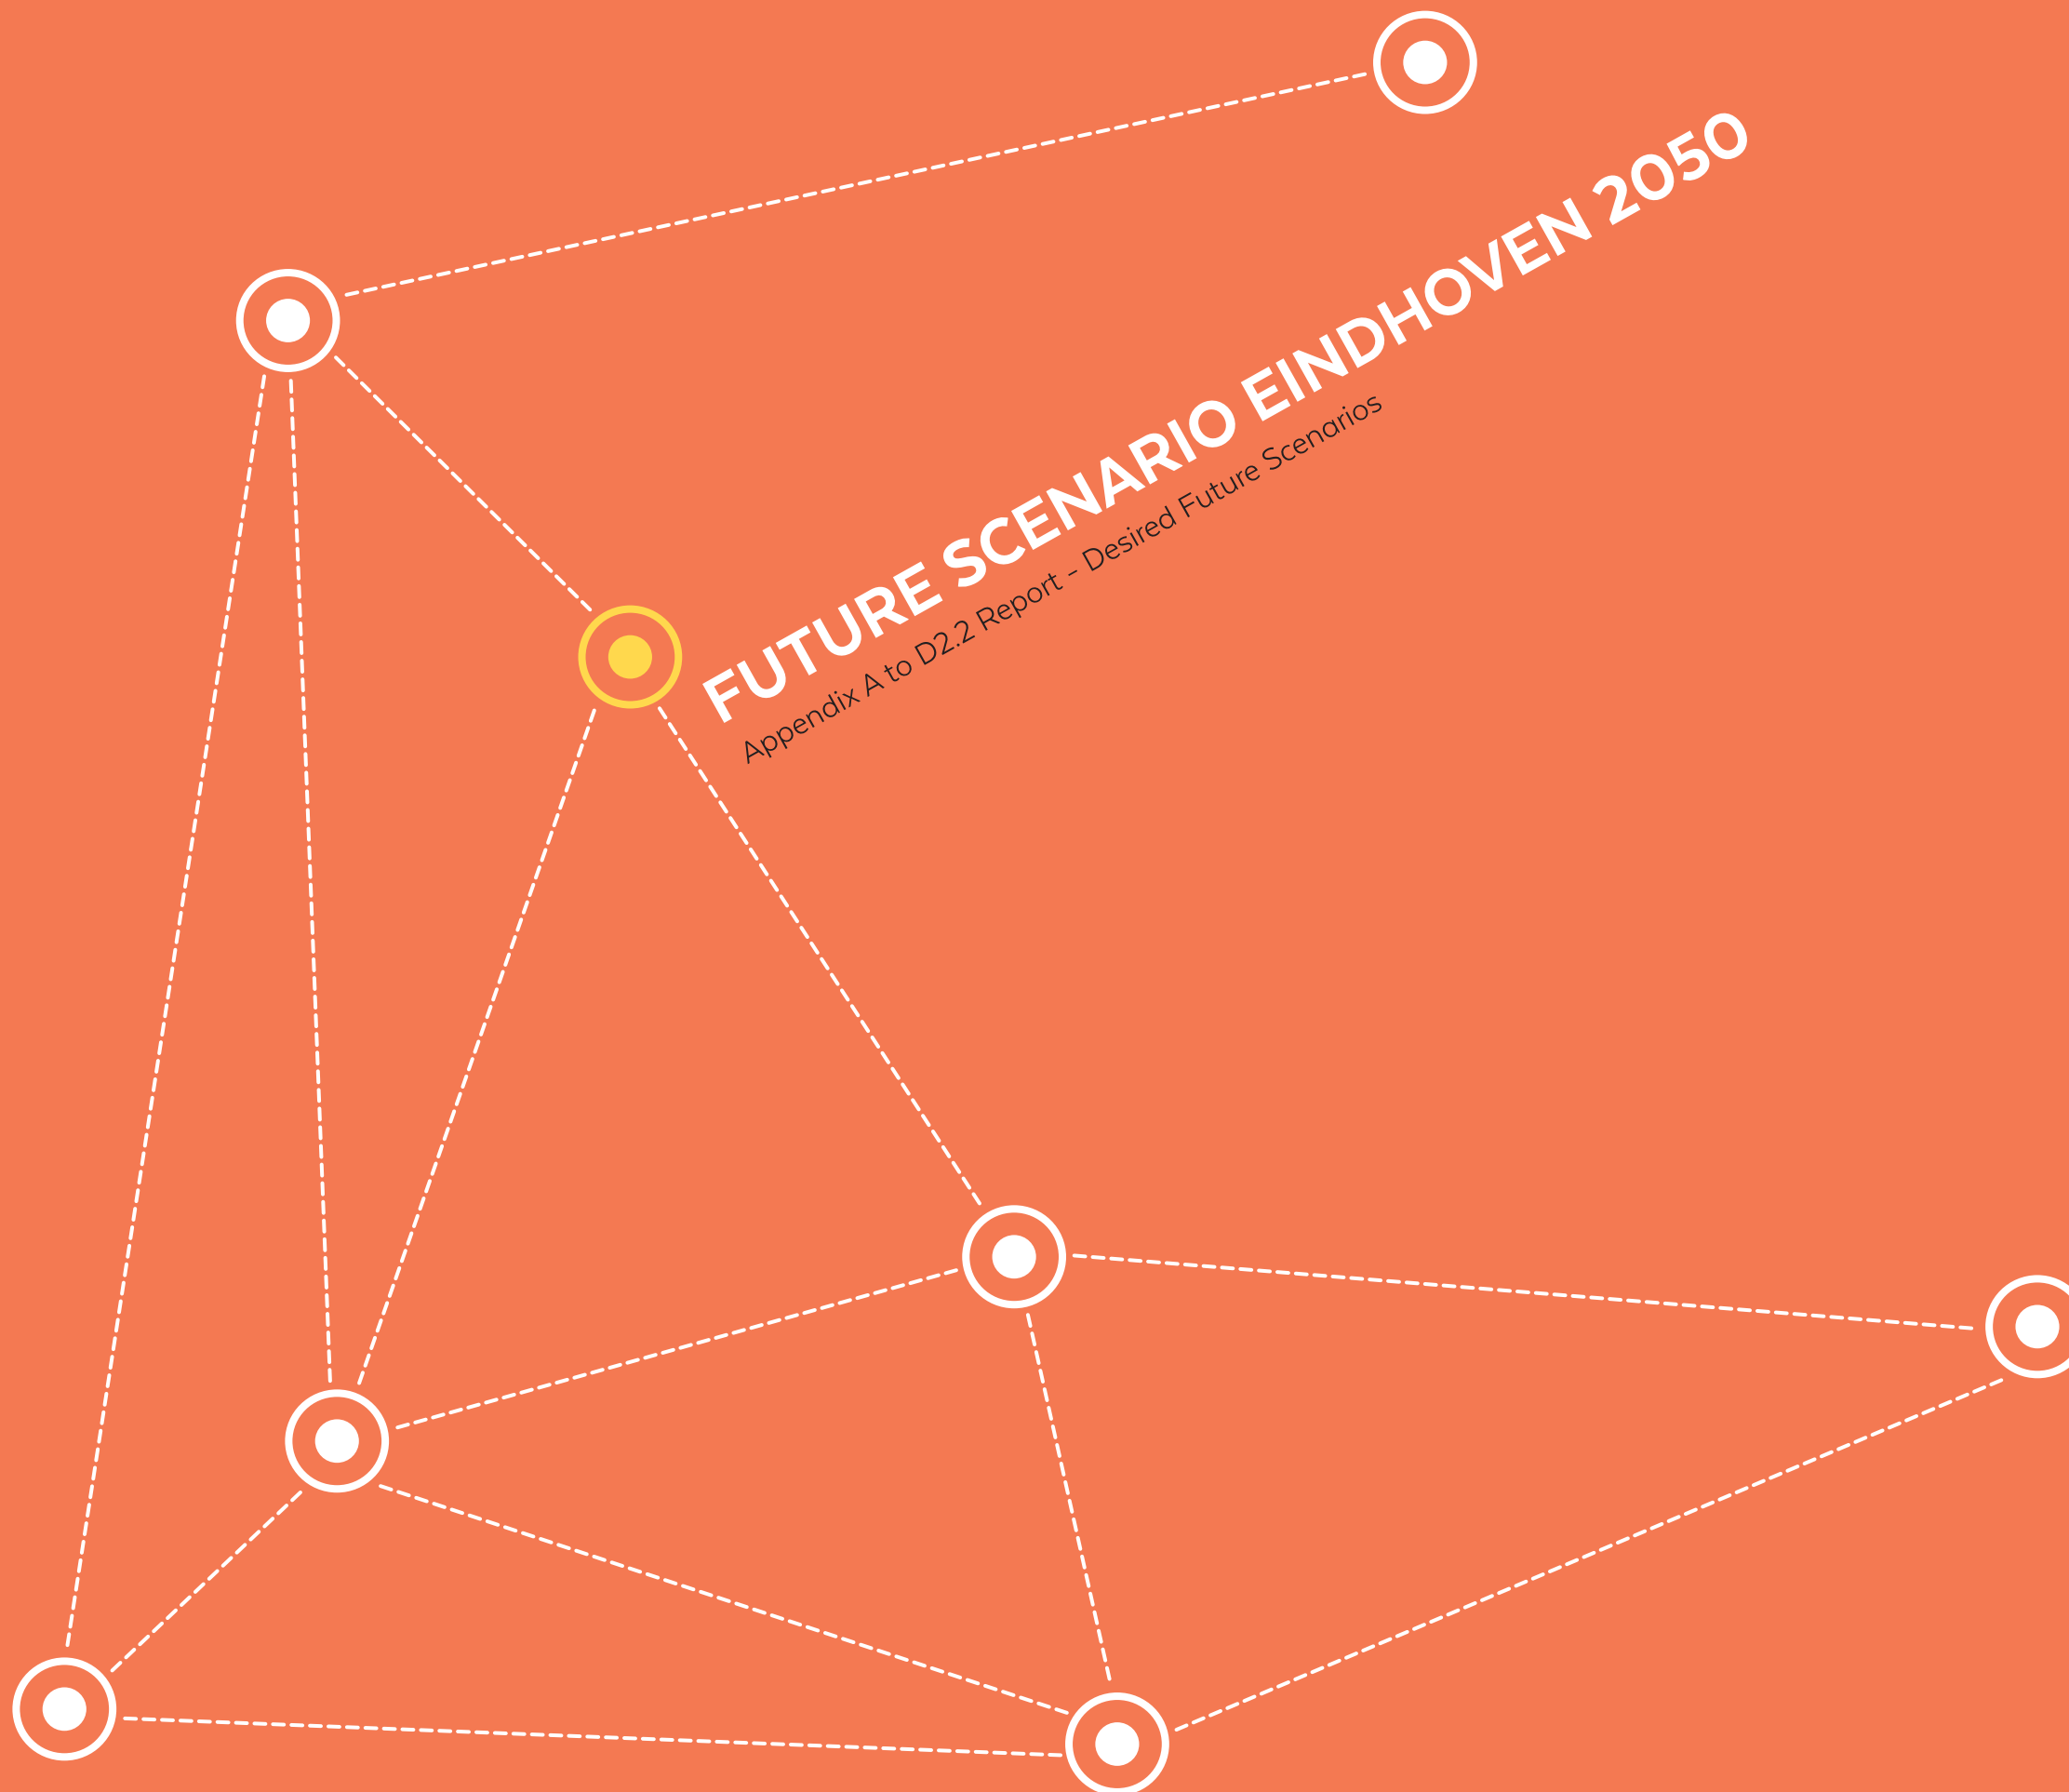 FUTURE SCENARIO EINDHOVEN 2050
Appendix A to D2.2 Report - Desired Future Scenarios